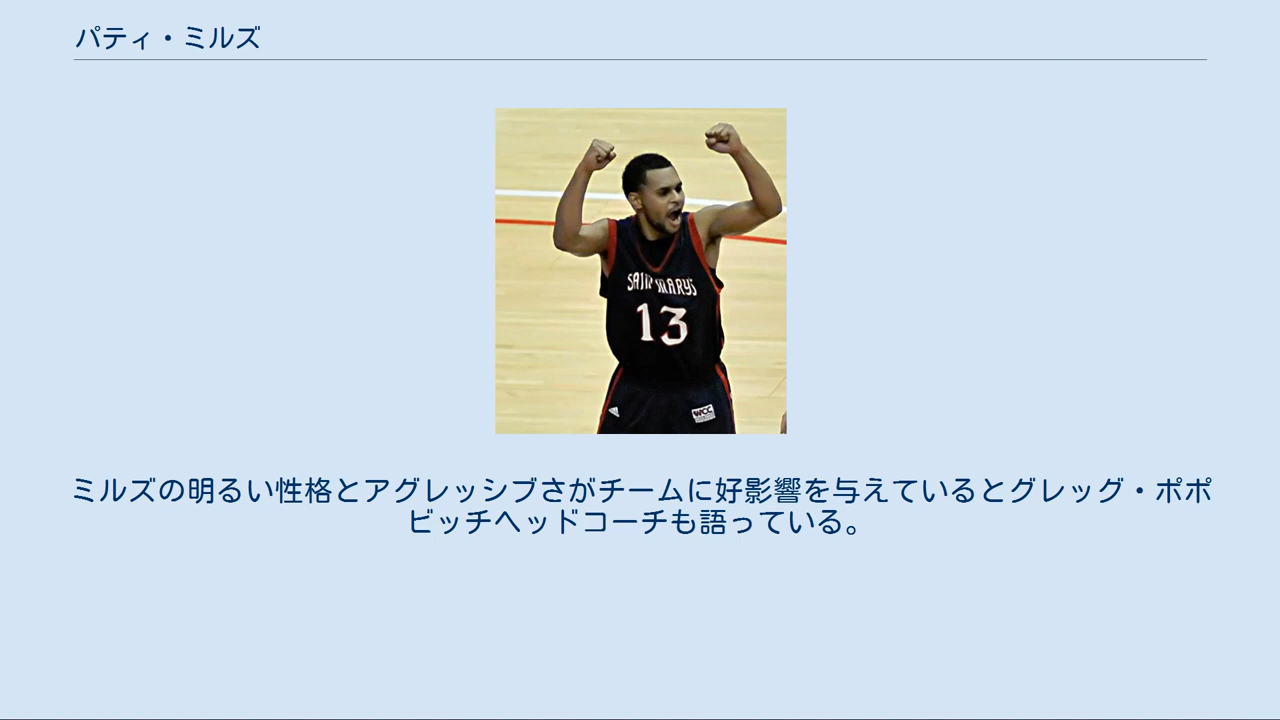 パティ・ミルズ
SAINT MARY'S
13
WCC
ミルズの明るい性格とアグレッシブさがチームに好影響を与えているとグレッグ・ポポ
ビッチヘッドコーチも語っている。